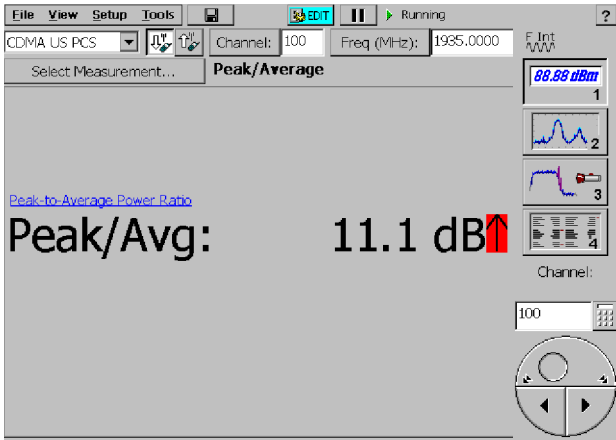 File View Setup Tools EDIT Running ?
CDMA US PCS Channel: 100 Freq (MHz): 1935.0000 F Int
Select Measurement... Peak/Average
88.88 dBm
1
2
3
Peak-to-Average Power Ratio
Peak/Avg: 11.1 dB
4
Channel:
100